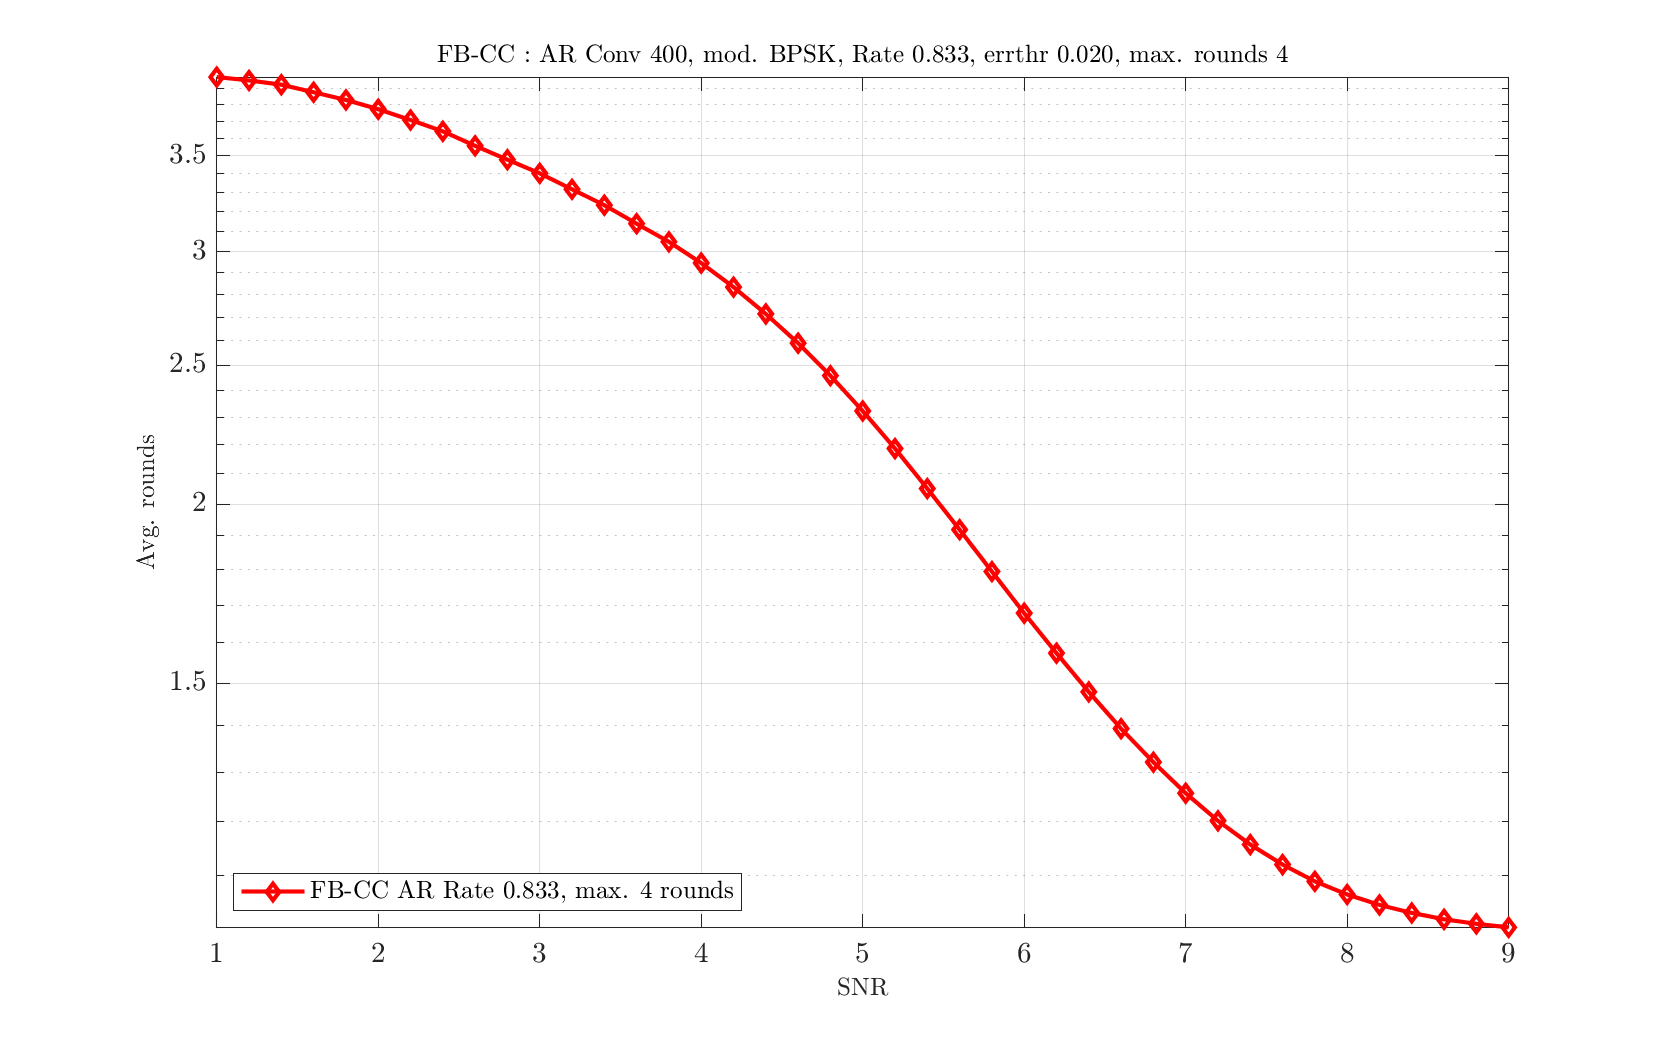 FB-CC : AR Conv 400, mod. BPSK, Rate 0.833, errthr 0.020, max. rounds 4
3.5
3
2.5
2
1.5
Avg. rounds
FB-CC AR Rate 0.833, max. 4 rounds
1 2 3 4 5 6 7 8 9
SNR